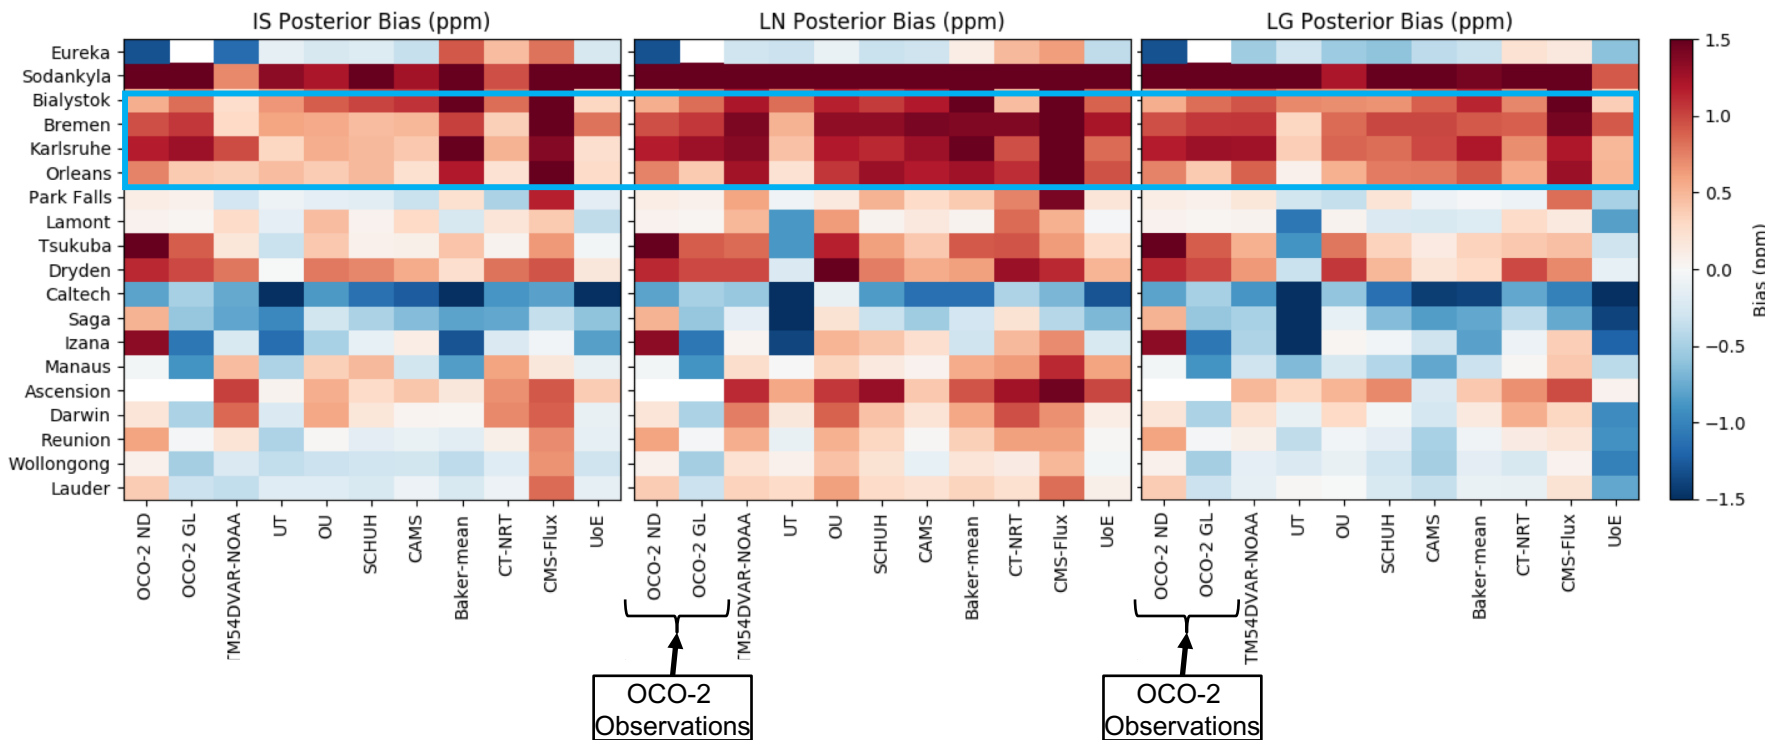 IS Posterior Bias (ppm)
LN Posterior Bias (ppm)
LG Posterior Bias (ppm)
Eureka
Sodankyla
Bialystok
Bremen
Karlsruhe
Orleans
Park Falls
Lamont
Tsukuba
Dryden
Caltech
Saga
Izana
Manaus
Ascension
Darwin
Reunion
Wollongong
Lauder
OCO-2 ND
OCO-2 GL
TM54DVAR-NOAA
UT
OU
SCHUH
CAMS
Baker-mean
CT-NRT
CMS-Flux
UoE
OCO-2 ND
OCO-2 GL
TM54DVAR-NOAA
UT
OU
SCHUH
CAMS
Baker-mean
CT-NRT
CMS-Flux
UoE
OCO-2 ND
OCO-2 GL
TM54DVAR-NOAA
UT
OU
SCHUH
CAMS
Baker-mean
CT-NRT
CMS-Flux
UoE
1.5
1.0
0.5
0.0
−0.5
−1.0
−1.5
Bias (ppm)
OCO-2
Observations
OCO-2
Observations